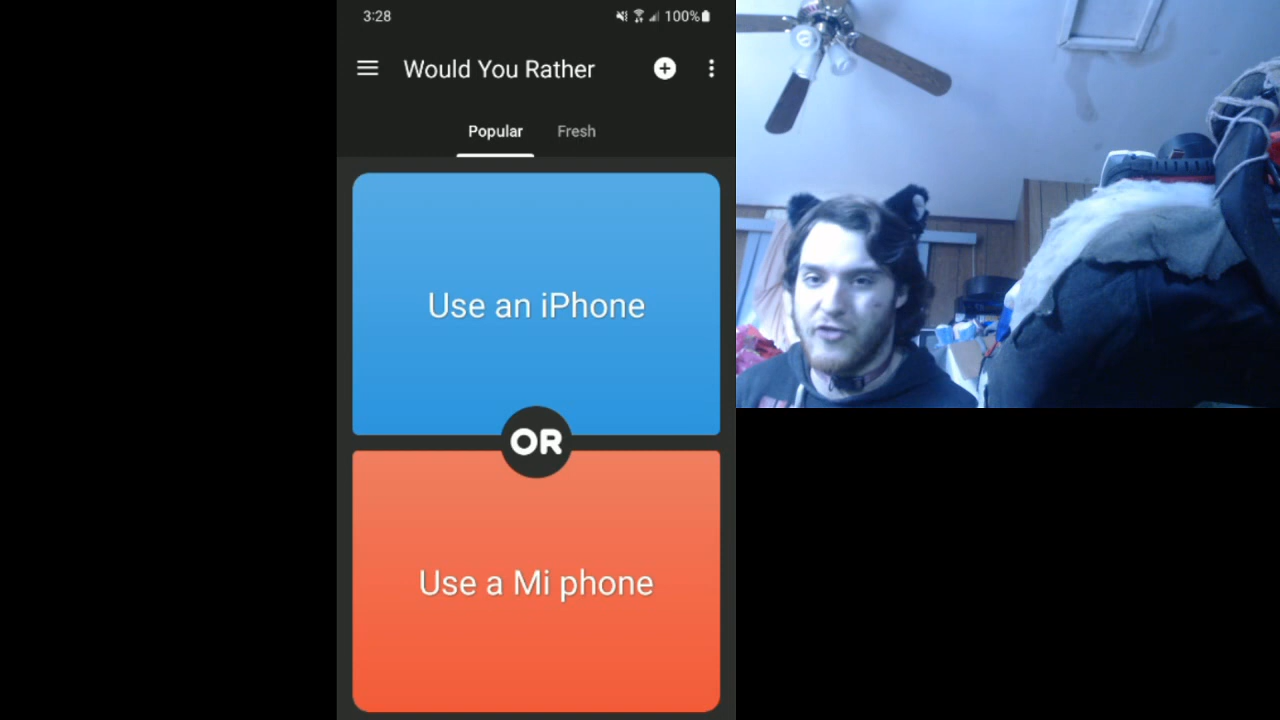 3:28
100%
Would You Rather
Popular
Fresh
Use an iPhone
OR
Use a Mi phone